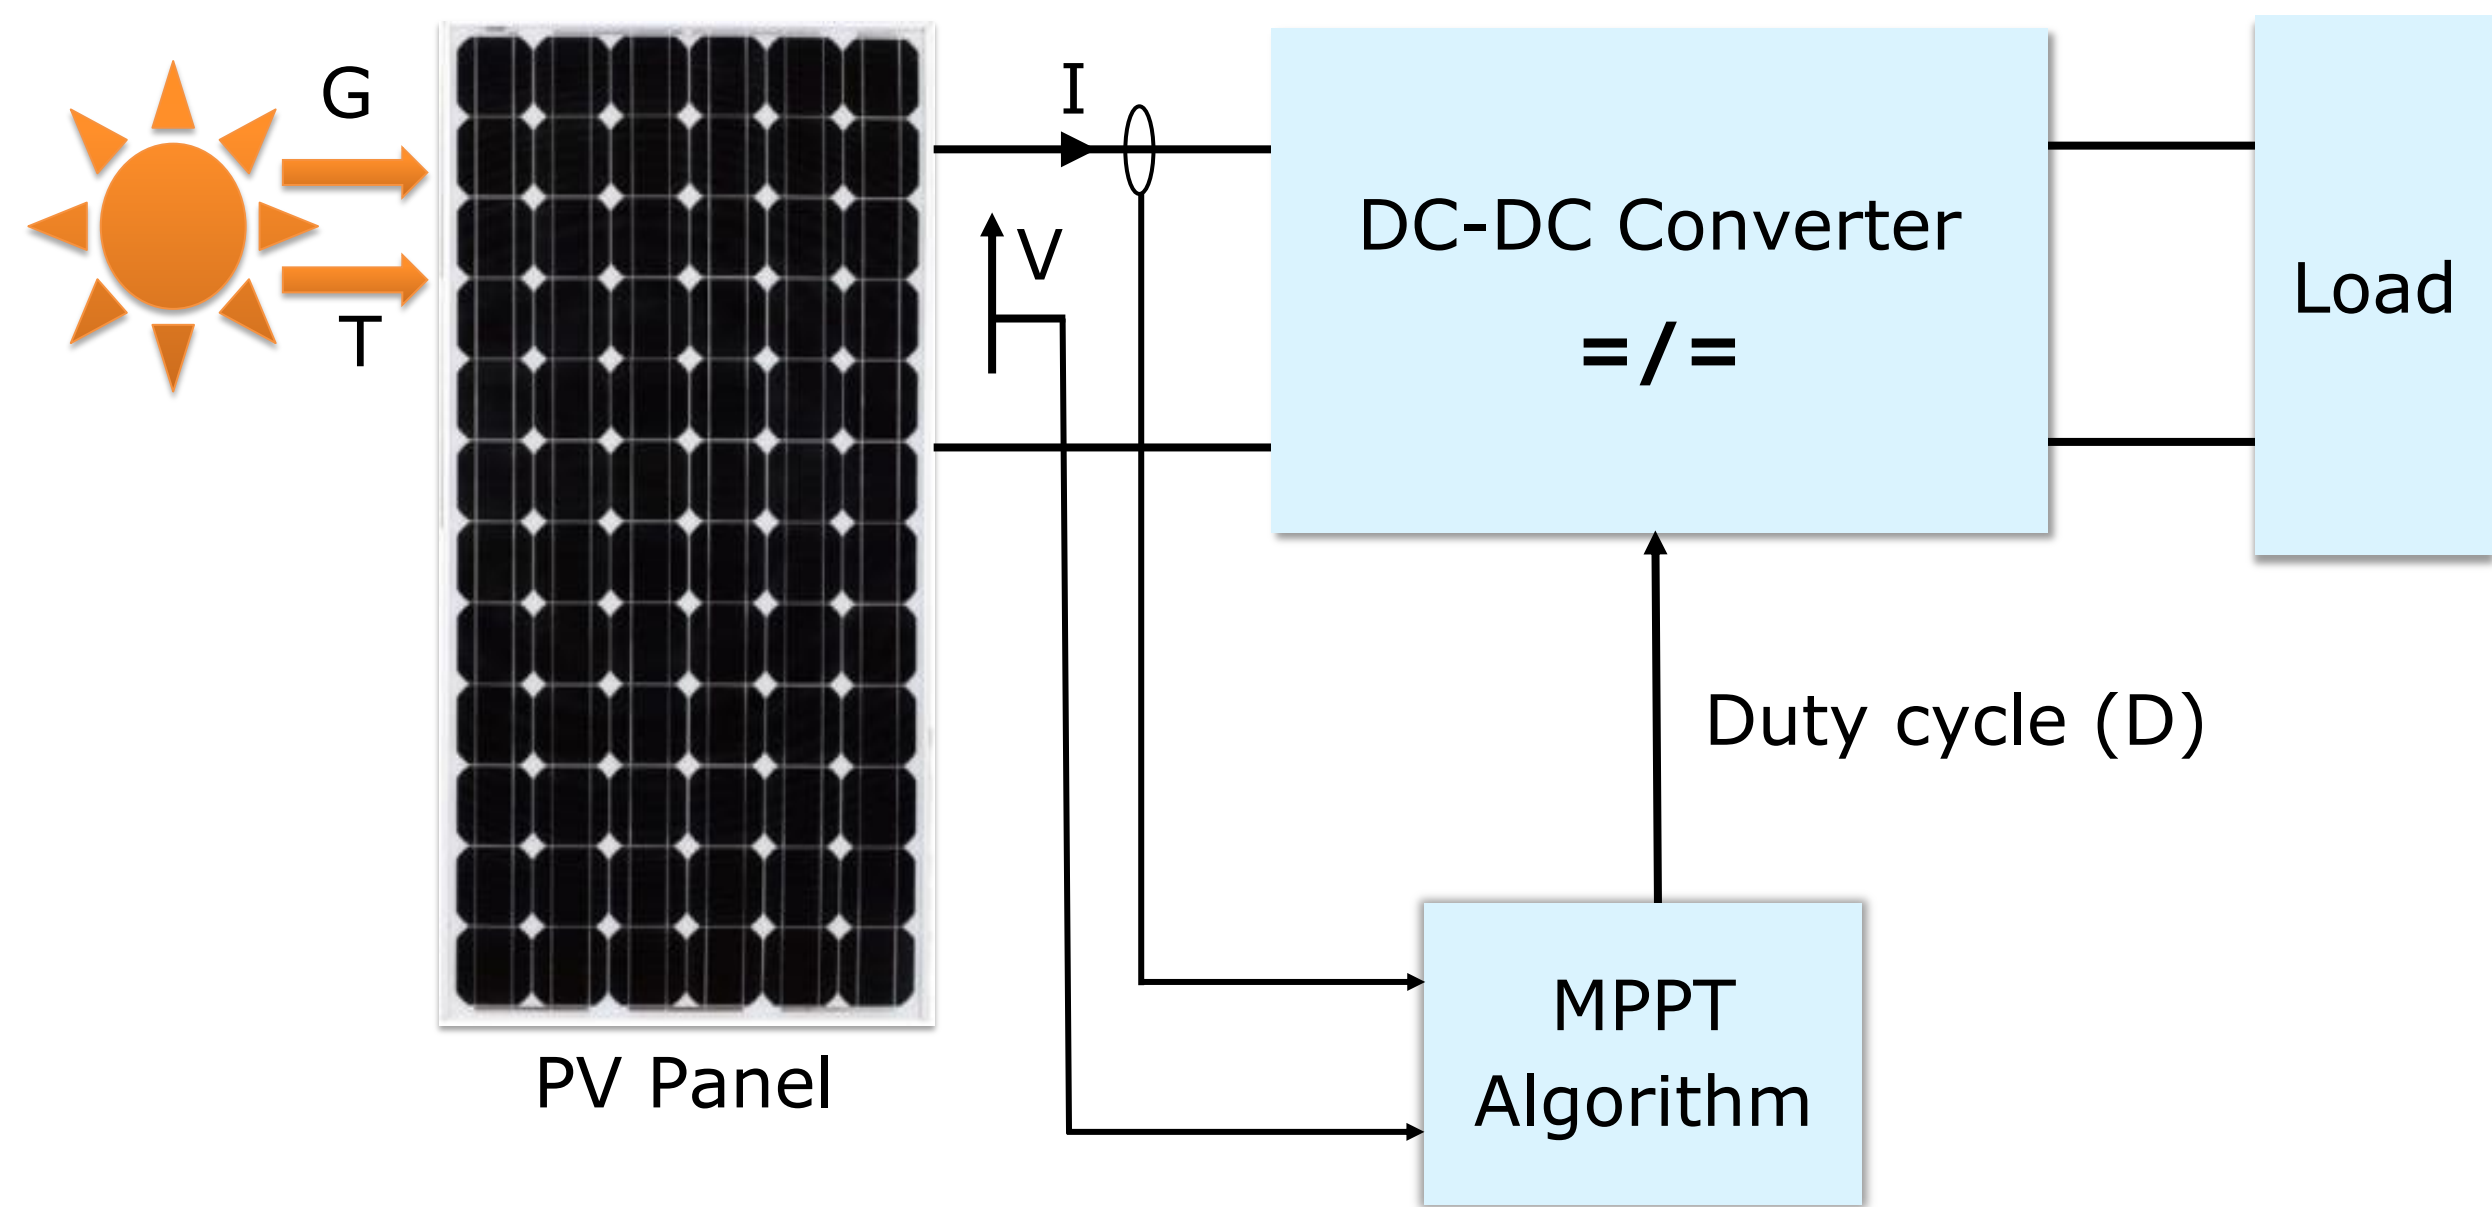 G
T
I
V
DC-DC Converter
=/=
Load
Duty cycle (D)
MPPT
Algorithm
PV Panel